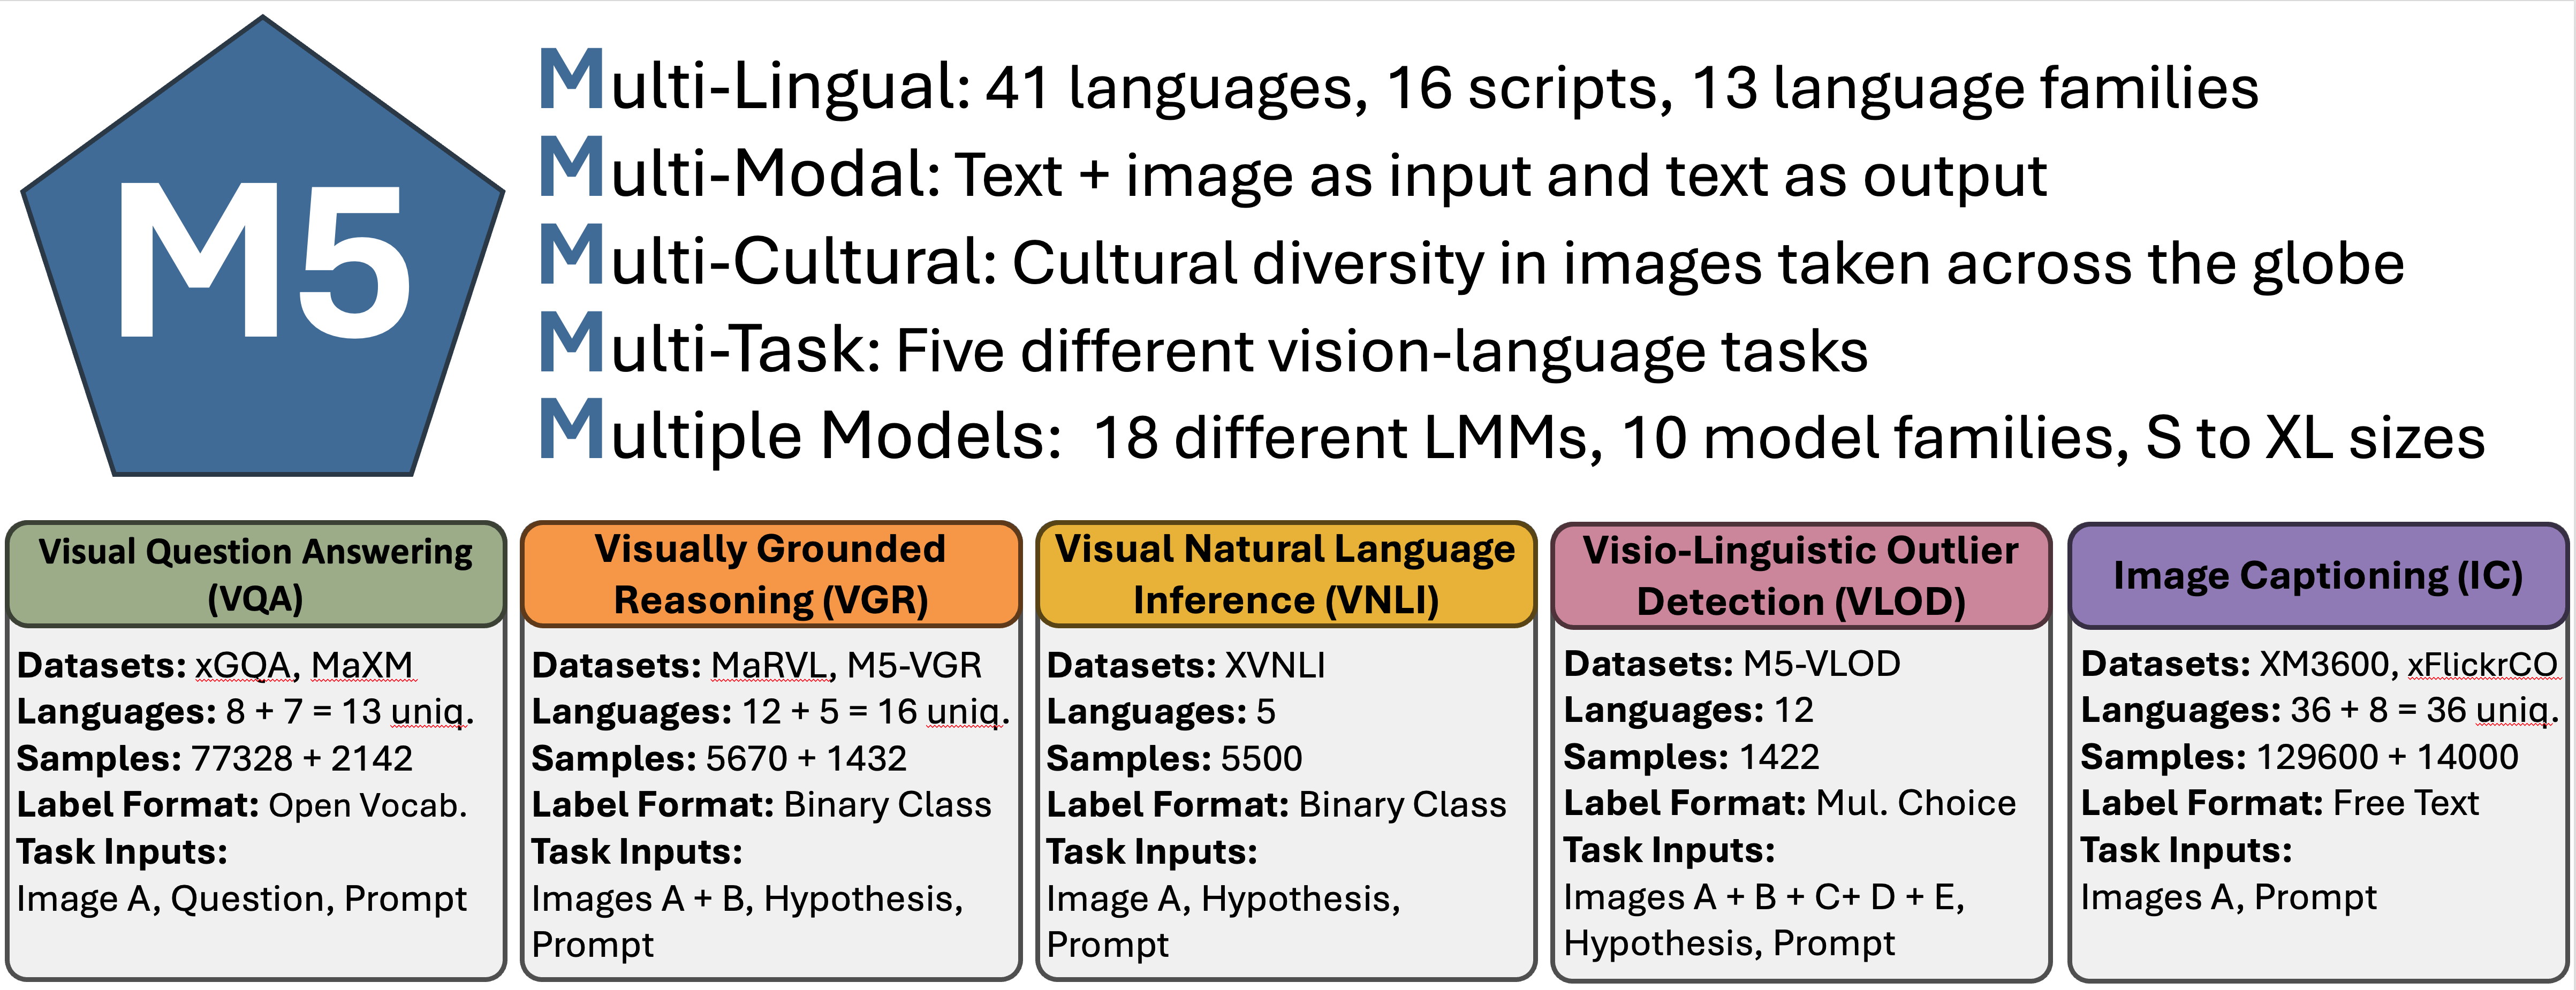 M5
Multi-Lingual: 41 languages, 16 scripts, 13 language families
Multi-Modal: Text + image as input and text as output
Multi-Cultural: Cultural diversity in images taken across the globe
Multi-Task: Five different vision-language tasks
Multiple Models: 18 different LMMs, 10 model families, S to XL sizes
Visual Question Answering
(VQA)
Datasets: xGQA, MaXM
Languages: 8 + 7 = 13 uniq.
Samples: 77328 + 2142
Label Format: Open Vocab.
Task Inputs:
Image A, Question, Prompt
Visually Grounded
Reasoning (VGR)
Datasets: MaRVL, M5-VGR
Languages: 12 + 5 = 16 uniq.
Samples: 5670 + 1432
Label Format: Binary Class
Task Inputs:
Images A + B, Hypothesis,
Prompt
Visual Natural Language
Inference (VNLI)
Datasets: XVNLI
Languages: 5
Samples: 5500
Label Format: Binary Class
Task Inputs:
Image A, Hypothesis,
Prompt
Visio-Linguistic Outlier
Detection (VLOD)
Datasets: M5-VLOD
Languages: 12
Samples: 1422
Label Format: Mul. Choice
Task Inputs:
Images A + B + C+ D + E,
Hypothesis, Prompt
Image Captioning (IC)
Datasets: XM3600, xFlickrCO
Languages: 36 + 8 = 36 uniq.
Samples: 129600 + 14000
Label Format: Free Text
Task Inputs:
Images A, Prompt